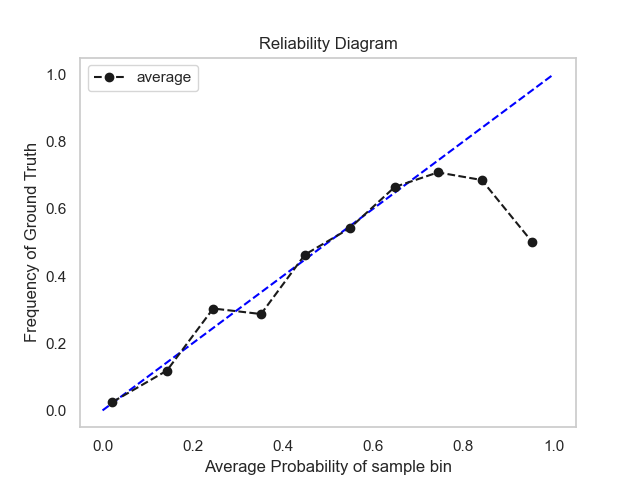 Reliability Diagram
average
Frequency of Ground Truth
1.0
0.8
0.6
0.4
0.2
0.0
0.0 0.2 0.4 0.6 0.8 1.0
Average Probability of sample bin